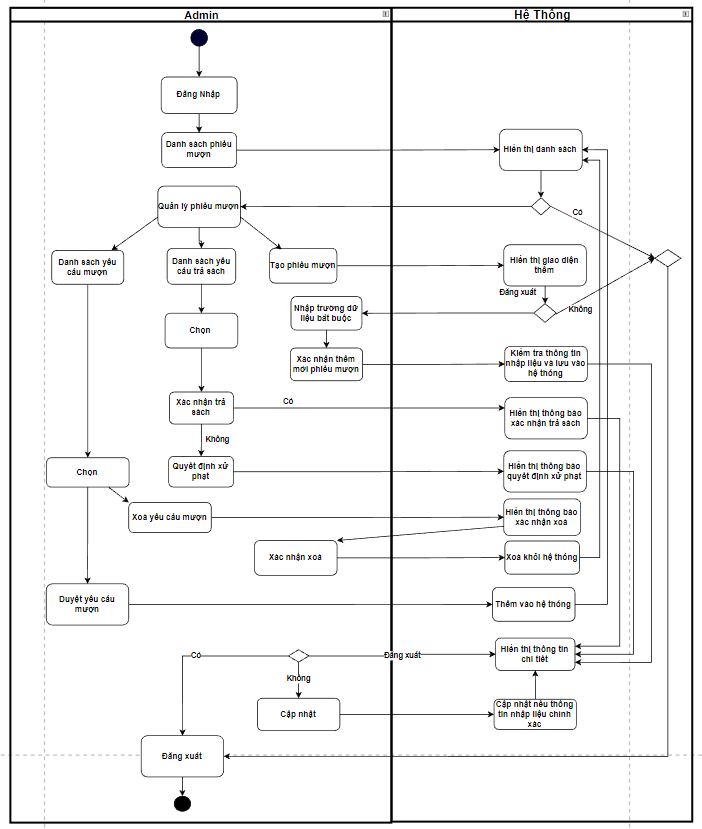 Admin
Hệ Thống
Đăng Nhập
Danh sách phiếu
mượn
Hiển thị danh sách
Quản lý phiếu mượn
Có
Danh sách yêu
cầu mượn
Danh sách yêu
cầu trả sách
Tạo phiếu mượn
Hiển thị giao diện
thêm
Đăng xuất
Không
Nhập trường dữ
liệu bắt buộc
Chọn
Xác nhận thêm
mới phiếu mượn
Kiểm tra thông tin
nhập liệu và lưu vào
hệ thống
Xác nhận trả
sách
Có
Hiển thị thông báo
xác nhận trả sách
Không
Chọn
Quyết định xử
phạt
Hiển thị thông báo
quyết định xử phạt
Xoá yêu cầu mượn
Hiển thị thông báo
xác nhận xoá
Xác nhận xoá
Xoá khỏi hệ thống
Duyệt yêu cầu
mượn
Thêm vào hệ thống
Có
Đăng xuất
Hiển thị thông tin
chi tiết
Không
Cập nhật
Cập nhật nếu thông
tin nhập liệu chính
xác
Đăng xuất